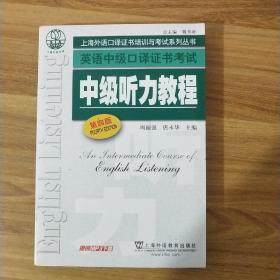 上海外语口译证书培训与考试系列丛书
英语中级口译证书考试
中级听力教程
第四版
FOURTH EDITION
主编
An Intermediate Course of
English Listening
English Listening
上海外语教育出版社